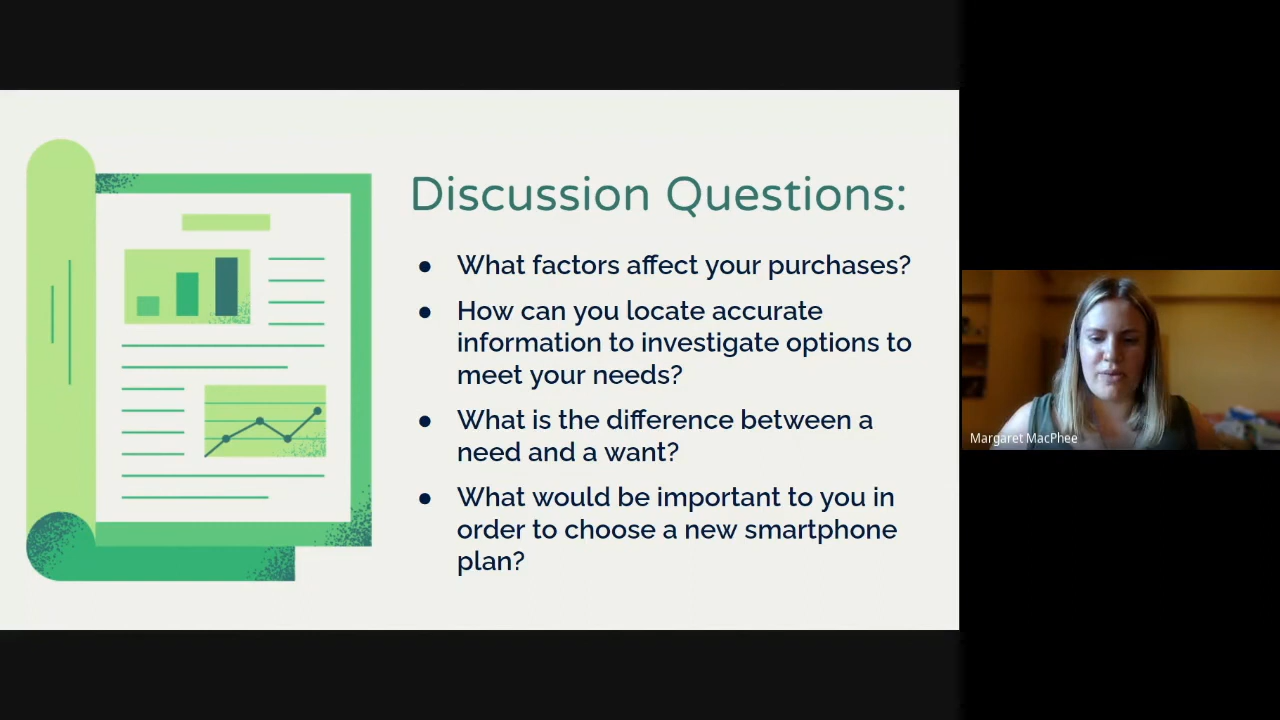 Discussion Questions:
● What factors affect your purchases?
● How can you locate accurate
information to investigate options to
meet your needs?
● What is the difference between a
need and a want?
● What would be important to you in
order to choose a new smartphone
plan?
Margaret MacPhee